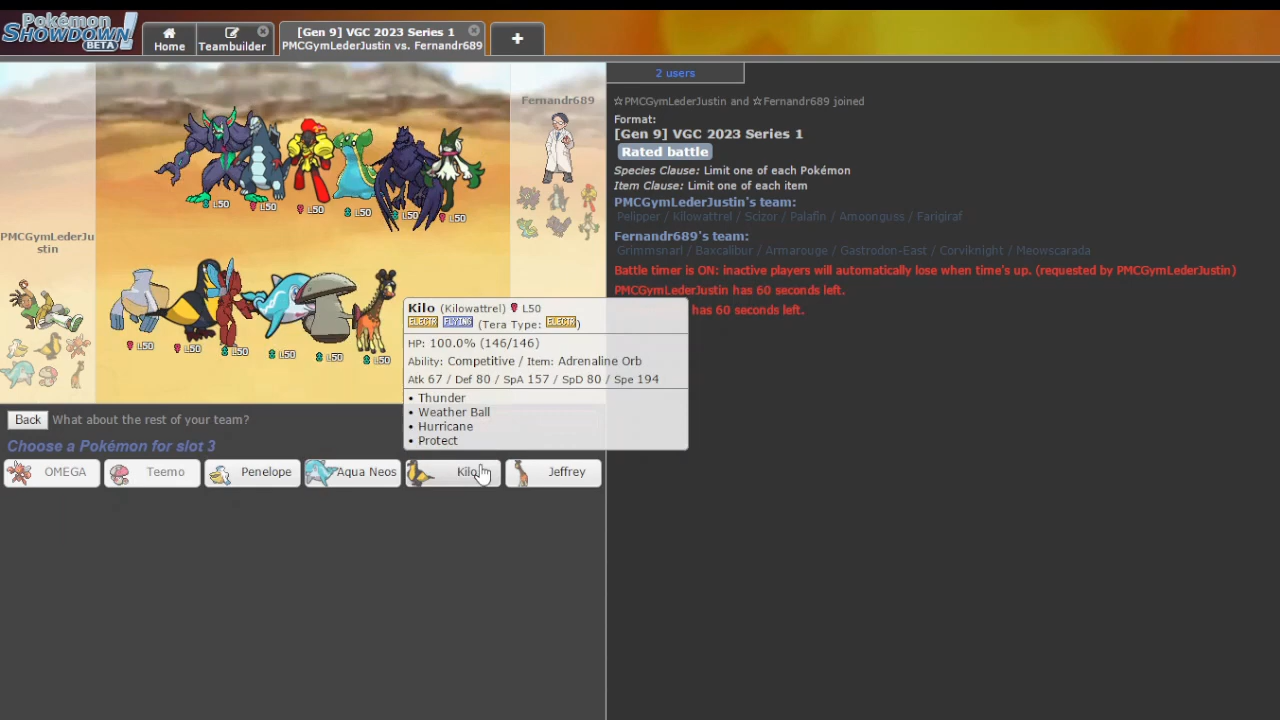 Pokémon
SHOWDOWN!
BETA
Home
Teambuilder
[Gen 9] VGC 2023 Series 1
PMCGymLederJustin vs. Fernandr689
+
2 users
☆PMCGymLederJustin and ☆Fernandr689 joined
Format:
[Gen 9] VGC 2023 Series 1
Rated battle
Species Clause: Limit one of each Pokémon
Item Clause: Limit one of each item
PMCGymLederJustin's team:
Pelipper / Kilowattrel / Scizor / Palafin / Amoonguss / Farigiraf
Fernandr689's team:
Grimmsnarl / Baxcalibur / Armarouge / Gastrodon-East / Corviknight / Meowscarada
Battle timer is ON: inactive players will automatically lose when time's up. (requested by PMCGymLederJustin)
PMCGymLederJustin has 60 seconds left.
has 60 seconds left.
Fernandr689
L50
L50
L50
L50
L50
L50
PMCGymLederJu
stin
L50
L50
L50
L50
L50
L50
Kilo (Kilowattrel) L50
ELECTR FLYING (Tera Type: ELECTR)
HP: 100.0% (146/146)
Ability: Competitive / Item: Adrenaline Orb
Atk 67 / Def 80 / SpA 157 / SpD 80 / Spe 194
• Thunder
• Weather Ball
• Hurricane
• Protect
Back What about the rest of your team?
Choose a Pokémon for slot 3
OMEGA Teemo Penelope Aqua Neos Kilo Jeffrey